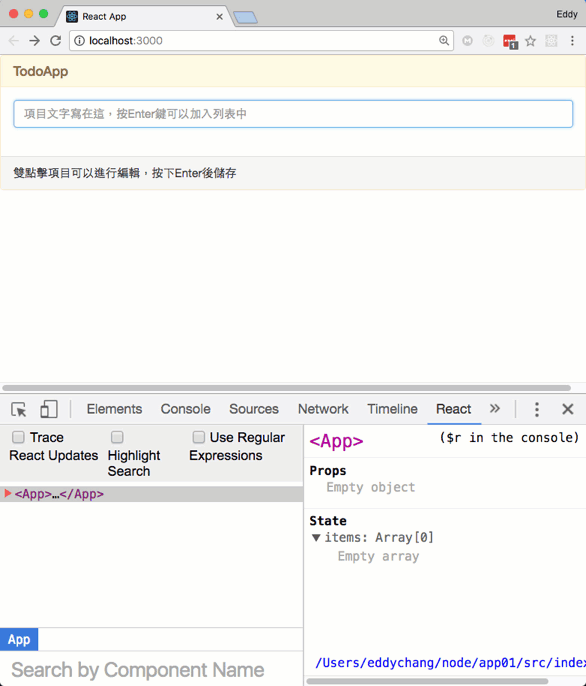 React App
Eddy
localhost:3000
1
TodoApp
項目文字寫在這，按Enter鍵可以加入列表中
雙點擊項目可以進行編輯，按下Enter後儲存
Elements Console Sources Network Timeline React »
Trace React Updates
Highlight Search
Use Regular Expressions
<App>…</App>
App
Search by Component Name
<App> ($r in the console)
Props
Empty object
State
items: Array[0]
Empty array
/Users/eddychang/node/app01/src/index